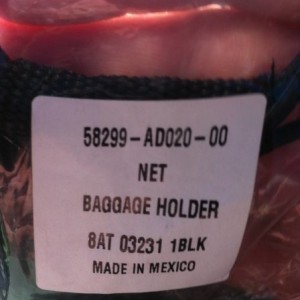 58299-AD020-00
NET
BAGGAGE HOLDER
8AT 03231 1BLK
MADE IN MEXICO